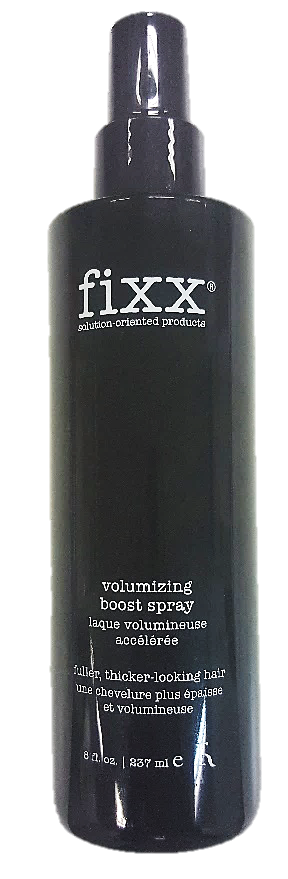 fixx®
solution-oriented products
volumizing
boost spray
laque volumineuse
accélérée
fuller, thicker-looking hair
une chevelure plus épaisse
et volumineuse
8 fl. oz. | 237 ml e